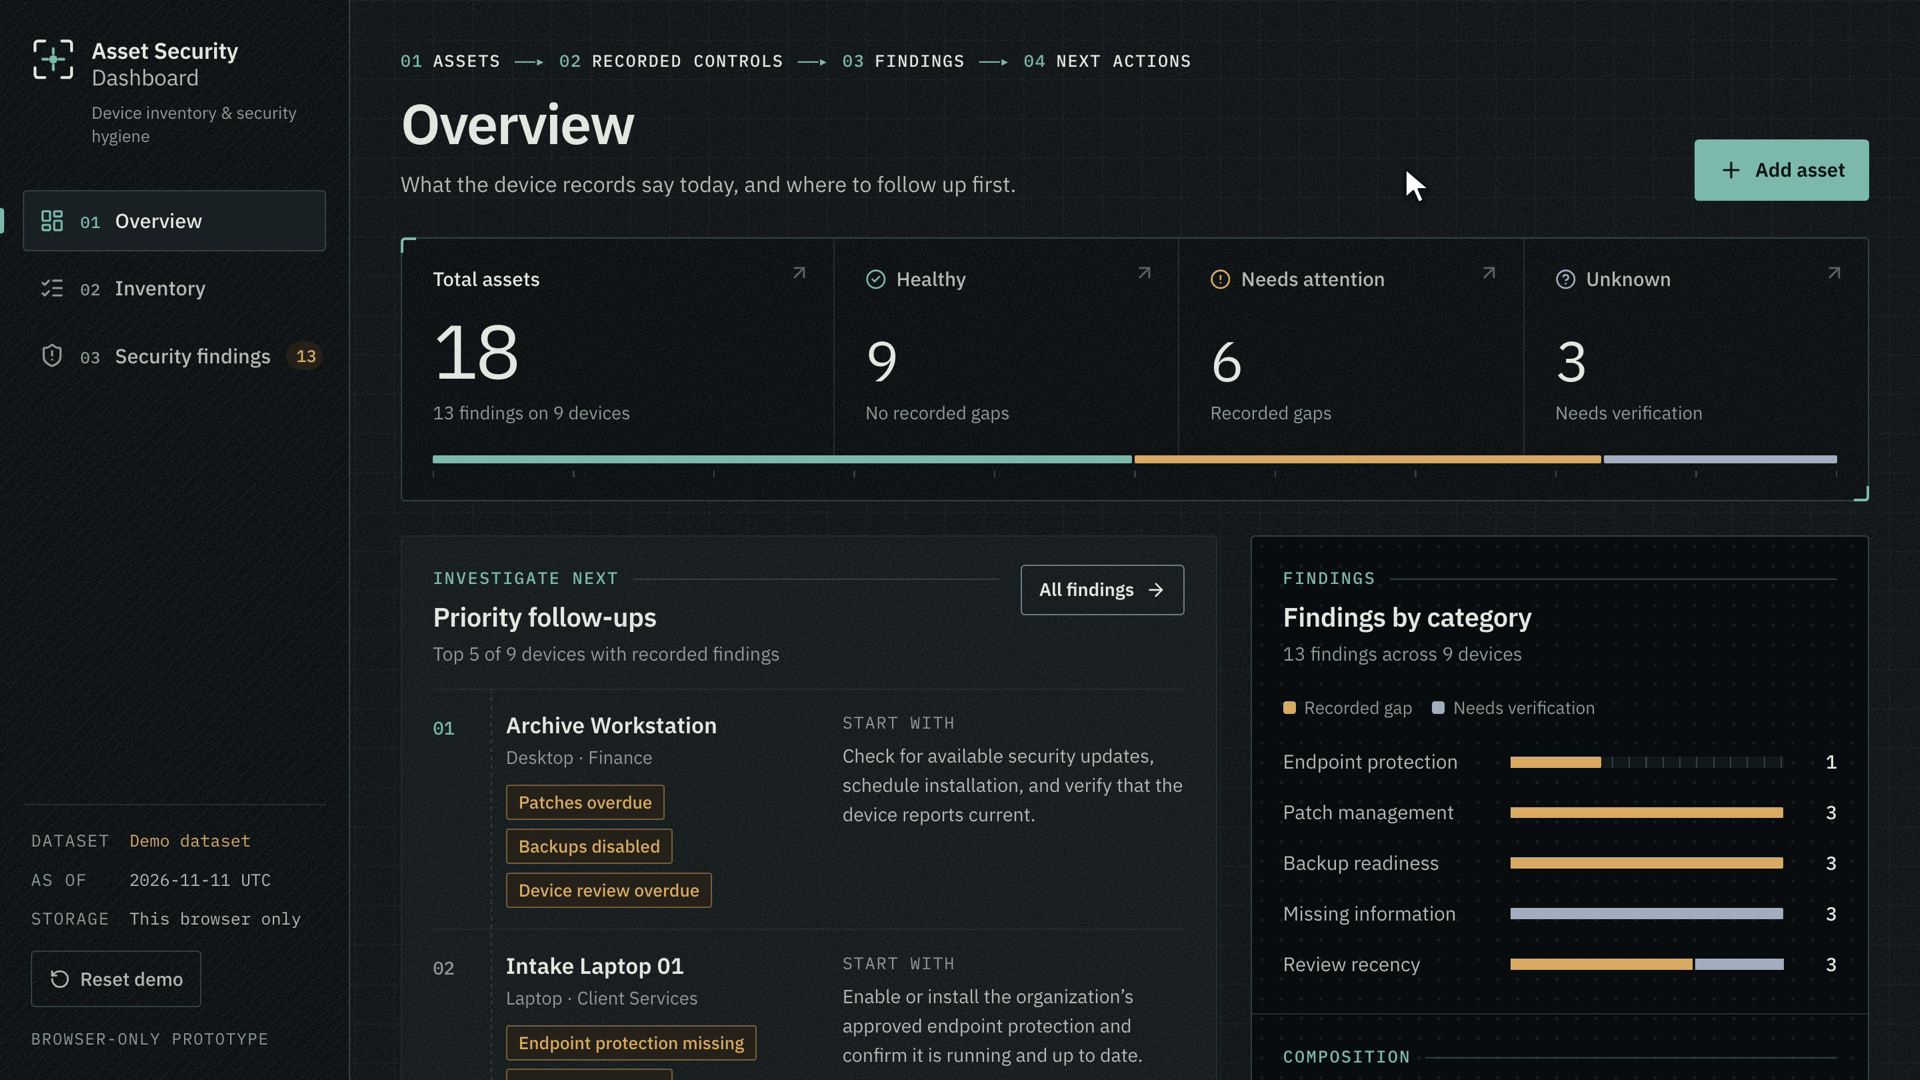 Asset Security
Dashboard
Device inventory & security
hygiene
01 Overview
02 Inventory
03 Security findings 13
DATASET Demo dataset
AS OF 2026-11-11 UTC
STORAGE This browser only
Reset demo
BROWSER-ONLY PROTOTYPE
01 ASSETS 02 RECORDED CONTROLS 03 FINDINGS 04 NEXT ACTIONS
Overview
What the device records say today, and where to follow up first.
Add asset
Total assets
18
13 findings on 9 devices
Healthy
9
No recorded gaps
Needs attention
6
Recorded gaps
Unknown
3
Needs verification
INVESTIGATE NEXT
Priority follow-ups
Top 5 of 9 devices with recorded findings
All findings
01
Archive Workstation
Desktop · Finance
Patches overdue
Backups disabled
Device review overdue
START WITH
Check for available security updates,
schedule installation, and verify that the
device reports current.
02
Intake Laptop 01
Laptop · Client Services
Endpoint protection missing
START WITH
Enable or install the organization’s
approved endpoint protection and
confirm it is running and up to date.
FINDINGS
Findings by category
13 findings across 9 devices
Recorded gap Needs verification
Endpoint protection 1
Patch management 3
Backup readiness 3
Missing information 3
Review recency 3
COMPOSITION